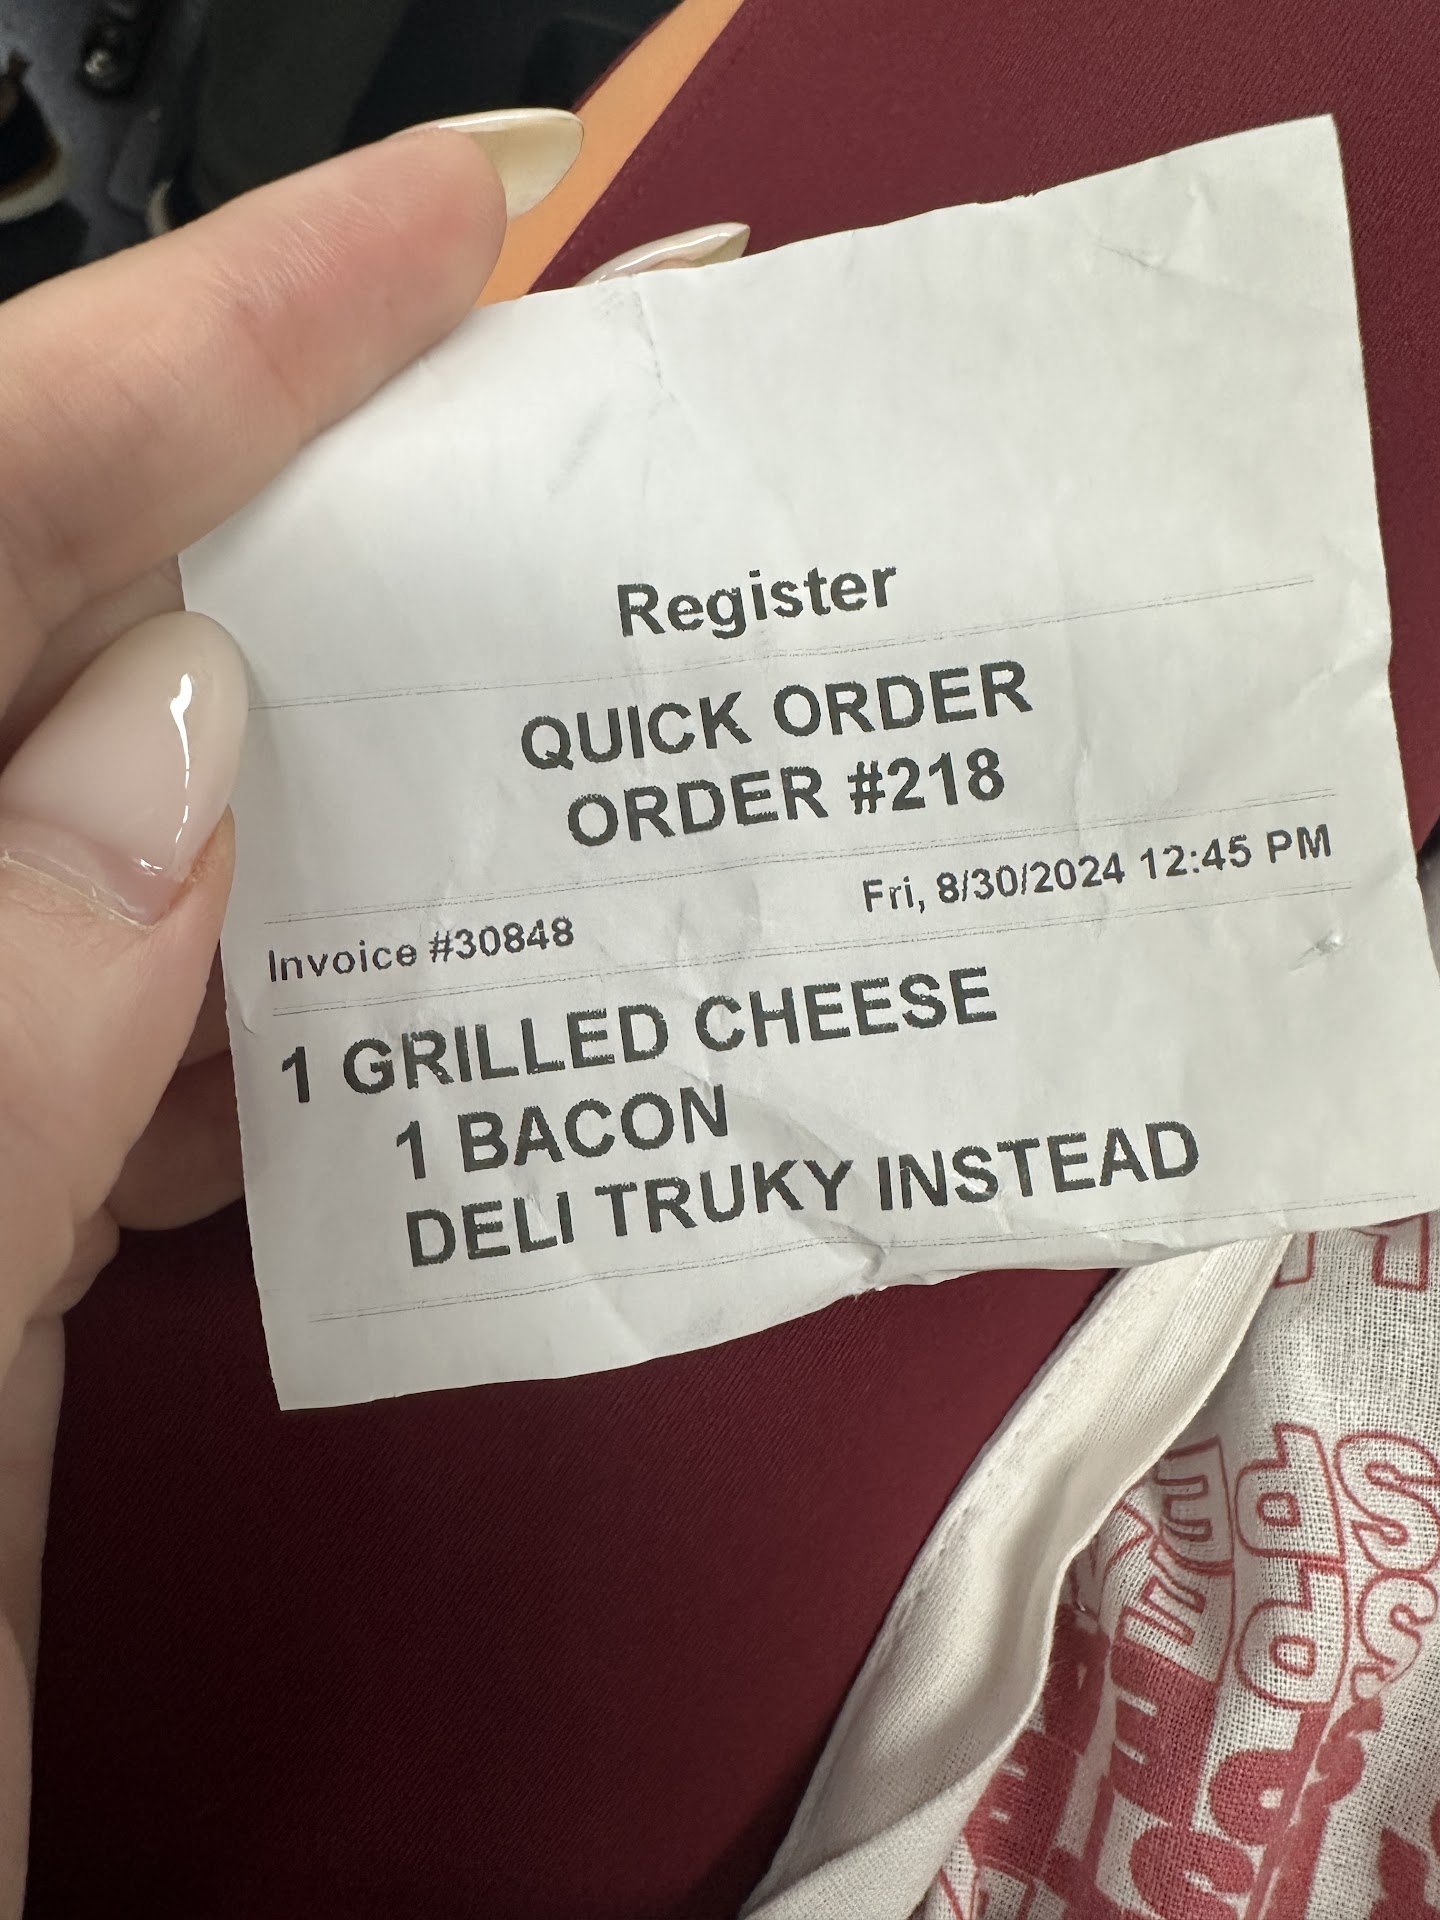 Register
QUICK ORDER
ORDER #218
Fri, 8/30/2024 12:45 PM
Invoice #30848
1 GRILLED CHEESE
1 BACON
DELI TRUKY INSTEAD